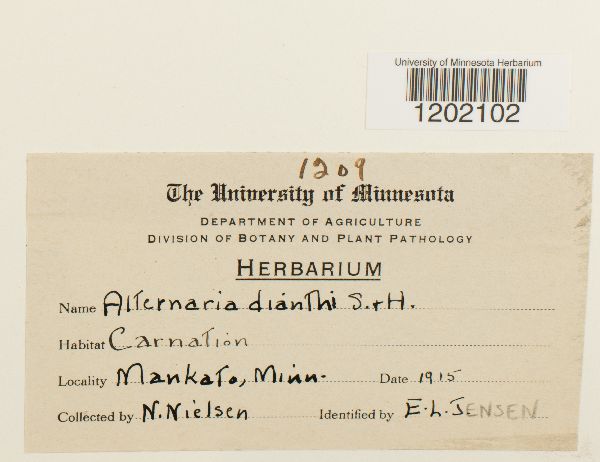 University of Minnesota Herbarium
1202102
1209
The University of Minnesota
DEPARTMENT OF AGRICULTURE
DIVISION OF BOTANY AND PLANT PATHOLOGY
HERBARIUM
Name Alternaria dianthi S. + H.
Habitat Carnation
Locality Mankato, Minn. Date 1915
Collected by N. Nielsen Identified by E. L. JENSEN